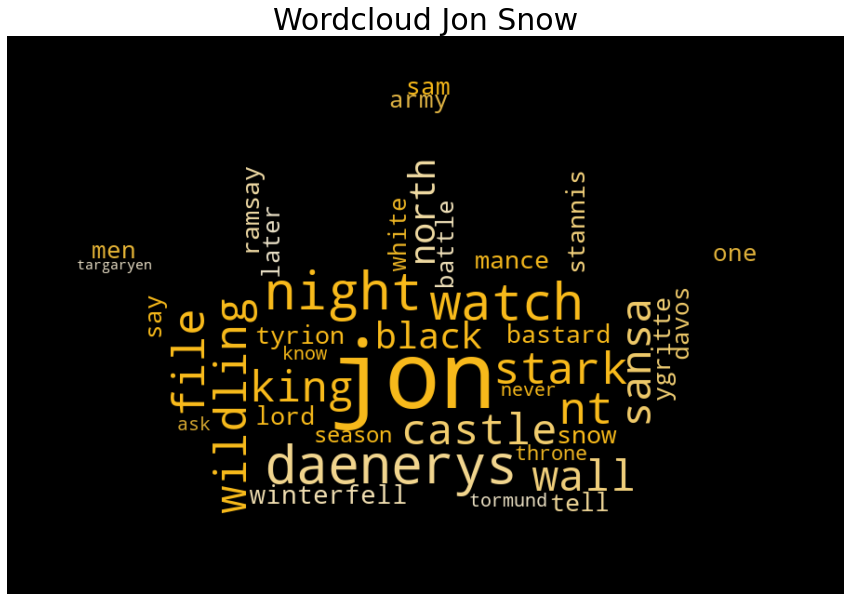 Wordcloud Jon Snow
sam
army
ramsay
later
white
north
battle
stannis
men
targaryen
mance
one
say
file
wildling
night
watch
sansa
ygritte
davos
tyrion
black
bastard
know
jon
stark
king
never
nt
ask
lord
season
castle
snow
throne
daenerys
wall
winterfell
tormund
tell